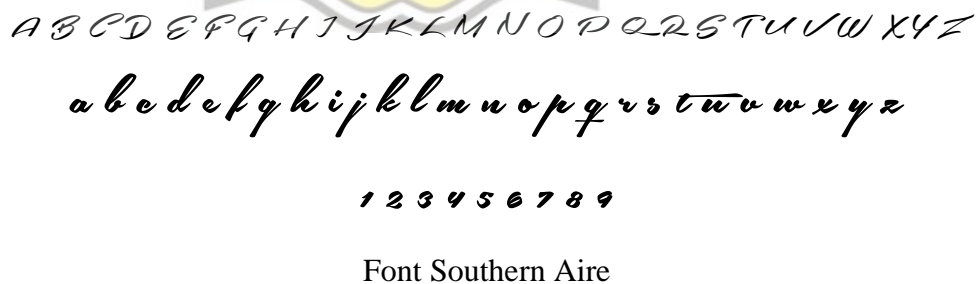 A B C D E F G H I J K L M N O P Q R S T U V W X Y Z
a b c d e f g h i j k l m n o p q r s t u v w x y z
1 2 3 4 5 6 7 8 9
Font Southern Aire